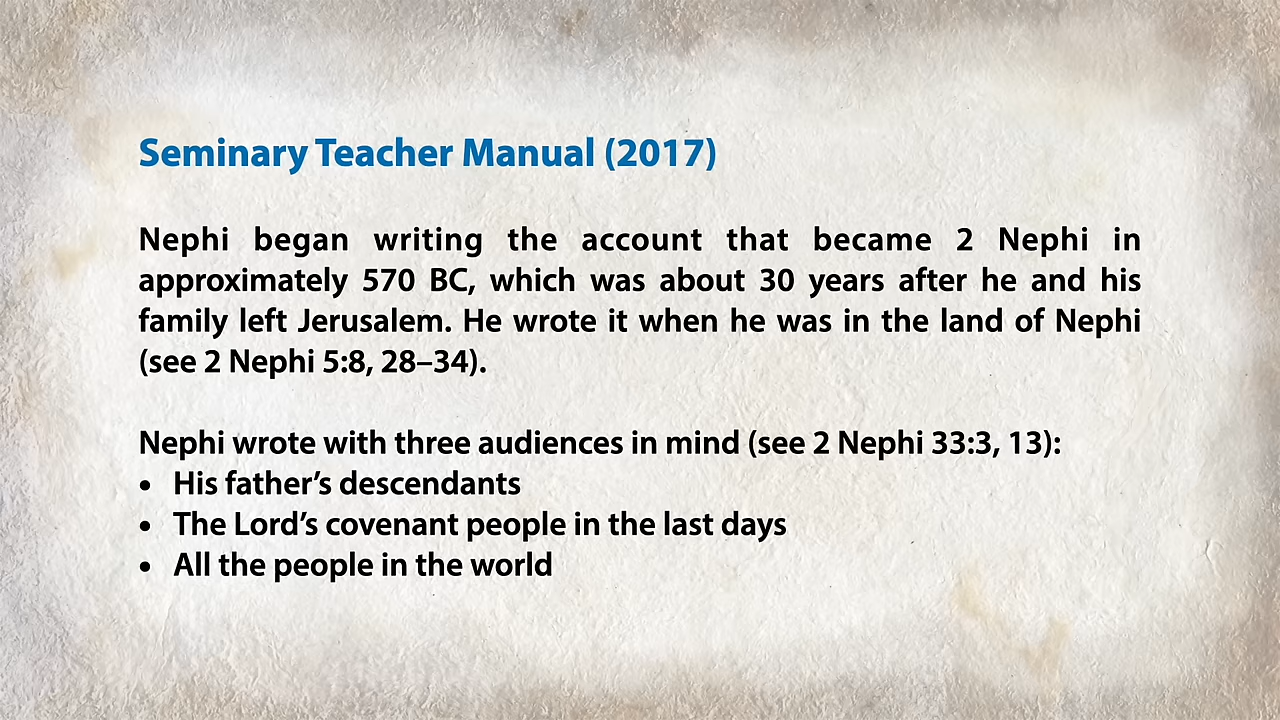 Seminary Teacher Manual (2017)
Nephi began writing the account that became 2 Nephi in
approximately 570 BC, which was about 30 years after he and his
family left Jerusalem. He wrote it when he was in the land of Nephi
(see 2 Nephi 5:8, 28–34).
Nephi wrote with three audiences in mind (see 2 Nephi 33:3, 13):
• His father’s descendants
• The Lord’s covenant people in the last days
• All the people in the world